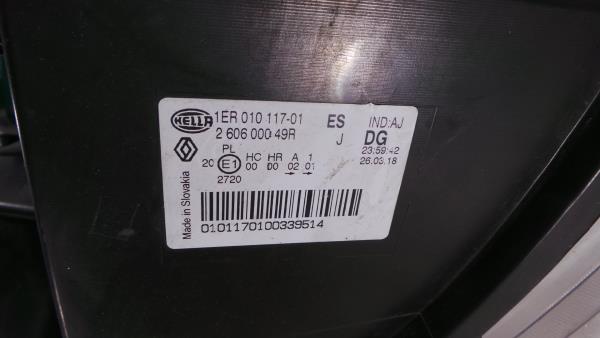 HELLA 1ER 010 117-01 ES IND:AJ
2 606 000 49R J DG
PL 23:59:42
20 E1 HC HR A 1 26.03.18
00 00 02 01
2720
Made in Slovakia
0101170100339514